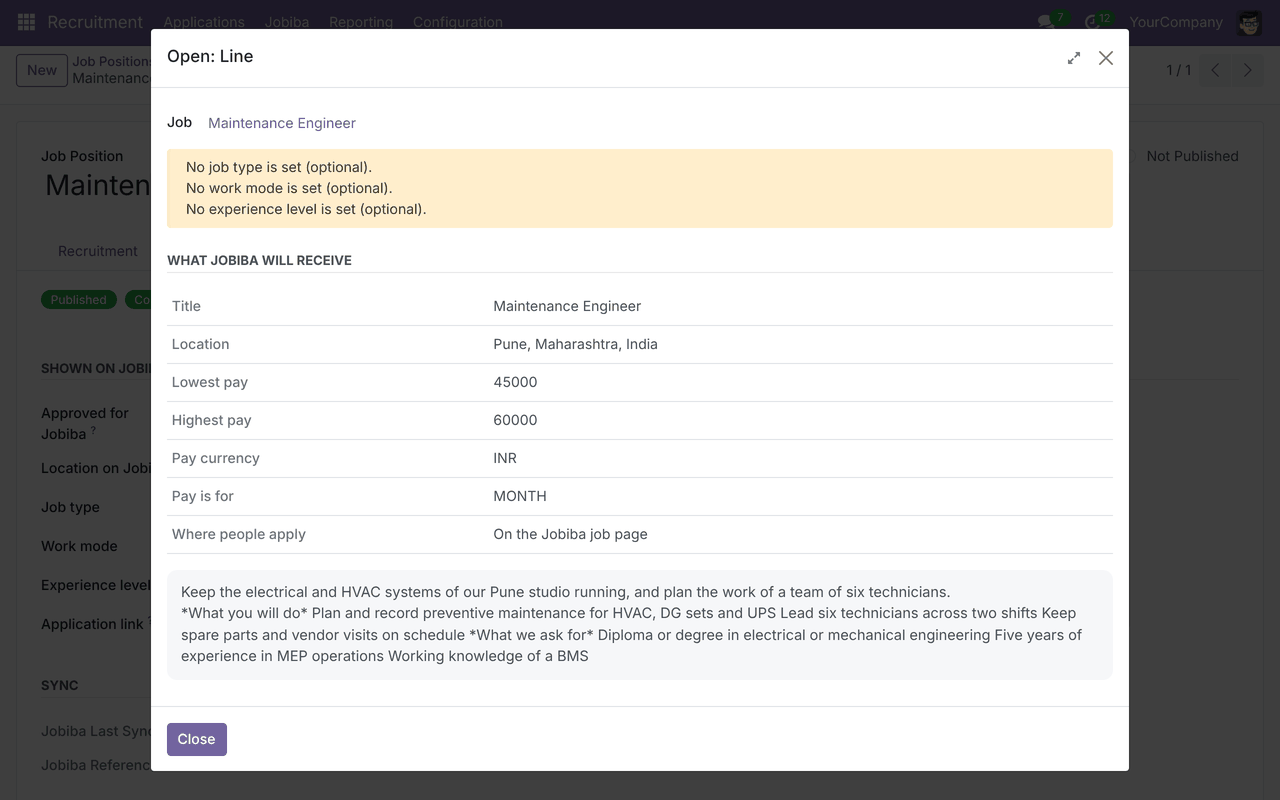 Recruitment Applications Jobiba Reporting Configuration 7 12 YourCompany
New Job Positions
Maintenance
1 / 1
Open: Line
Job Maintenance Engineer
No job type is set (optional).
No work mode is set (optional).
No experience level is set (optional).
WHAT JOBIBA WILL RECEIVE
Title Maintenance Engineer
Location Pune, Maharashtra, India
Lowest pay 45000
Highest pay 60000
Pay currency INR
Pay is for MONTH
Where people apply On the Jobiba job page
Keep the electrical and HVAC systems of our Pune studio running, and plan the work of a team of six technicians.
*What you will do* Plan and record preventive maintenance for HVAC, DG sets and UPS Lead six technicians across two shifts Keep
spare parts and vendor visits on schedule *What we ask for* Diploma or degree in electrical or mechanical engineering Five years of
experience in MEP operations Working knowledge of a BMS
Close
Job Position
Mainten
Not Published
Recruitment
Published Co
SHOWN ON JOBI
Approved for
Jobiba ?
Location on Jobi
Job type
Work mode
Experience level
Application link
SYNC
Jobiba Last Sync
Jobiba Referenc